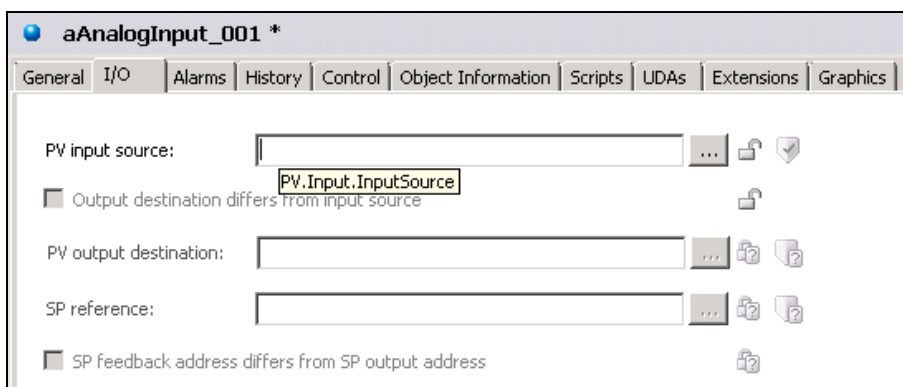 aAnalogInput_001 *
General I/O Alarms History Control Object Information Scripts UDAs Extensions Graphics
PV input source:
...
PV.Input.InputSource
Output destination differs from input source
PV output destination:
...
SP reference:
...
SP feedback address differs from SP output address